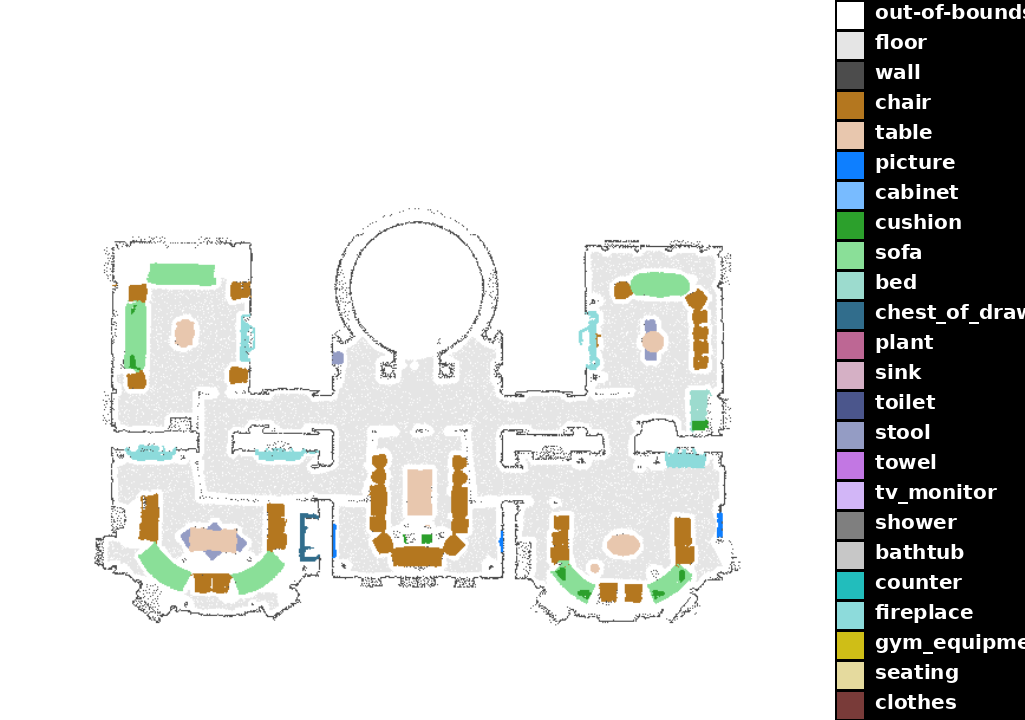 out-of-bounds
floor
wall
chair
table
picture
cabinet
cushion
sofa
bed
chest_of_draw
plant
sink
toilet
stool
towel
tv_monitor
shower
bathtub
counter
fireplace
gym_equipme
seating
clothes